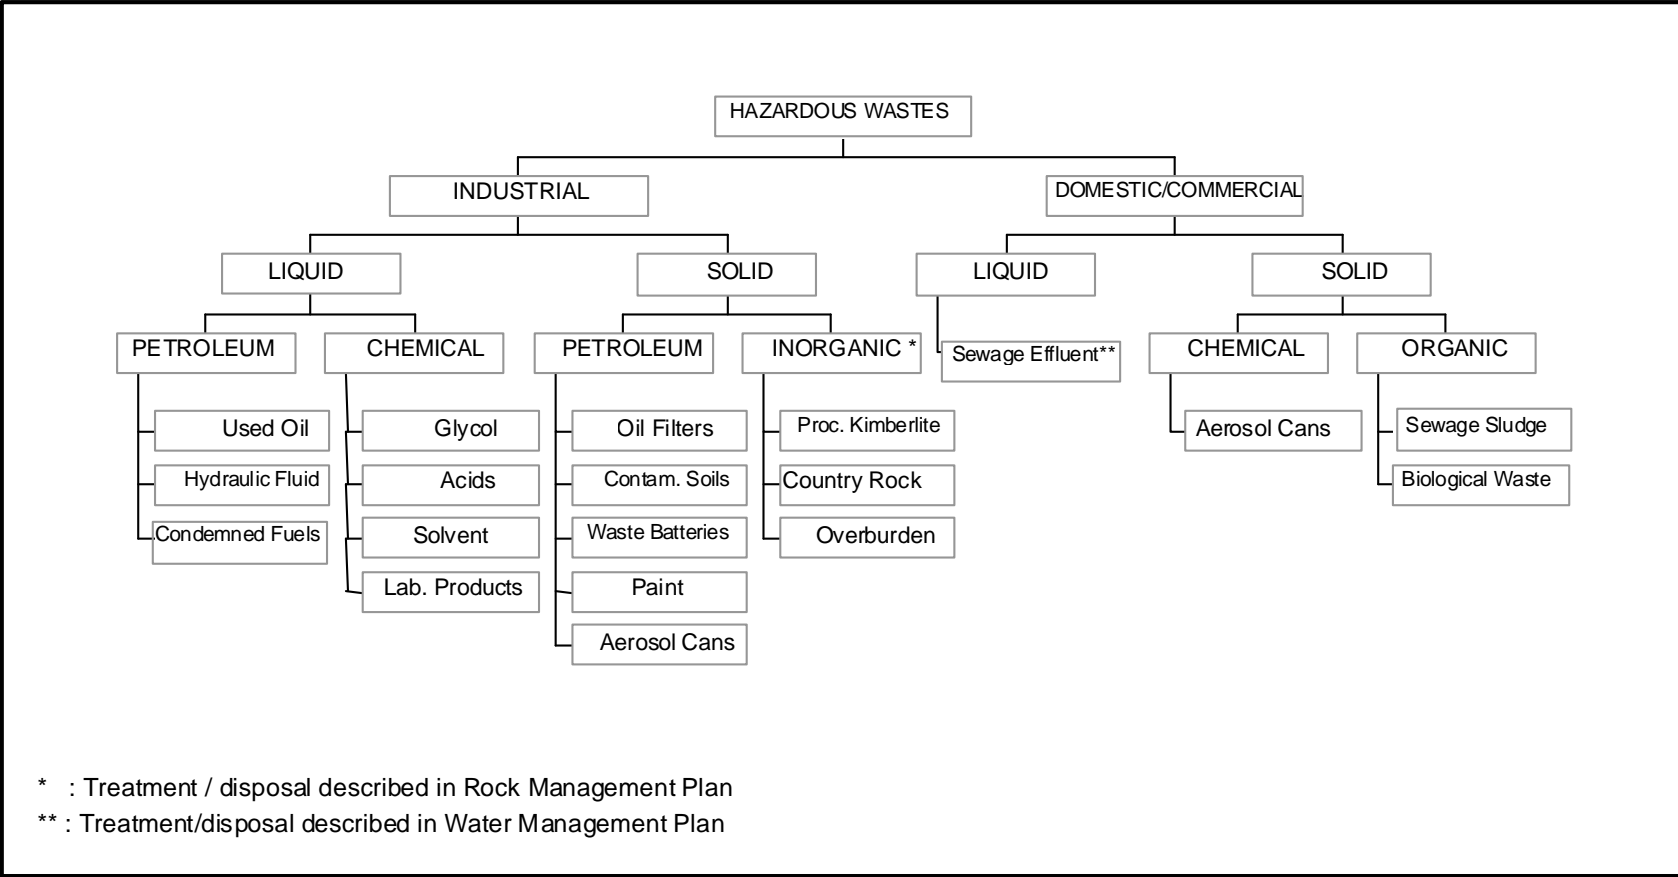 HAZARDOUS WASTES
INDUSTRIAL
DOMESTIC/COMMERCIAL
LIQUID
SOLID
LIQUID
SOLID
PETROLEUM
CHEMICAL
PETROLEUM
INORGANIC *
Sewage Effluent**
CHEMICAL
ORGANIC
Used Oil
Glycol
Oil Filters
Proc. Kimberlite
Aerosol Cans
Sewage Sludge
Hydraulic Fluid
Acids
Contam. Soils
Country Rock
Biological Waste
Condemned Fuels
Solvent
Waste Batteries
Overburden
Lab. Products
Paint
Aerosol Cans
* : Treatment / disposal described in Rock Management Plan
** : Treatment/disposal described in Water Management Plan